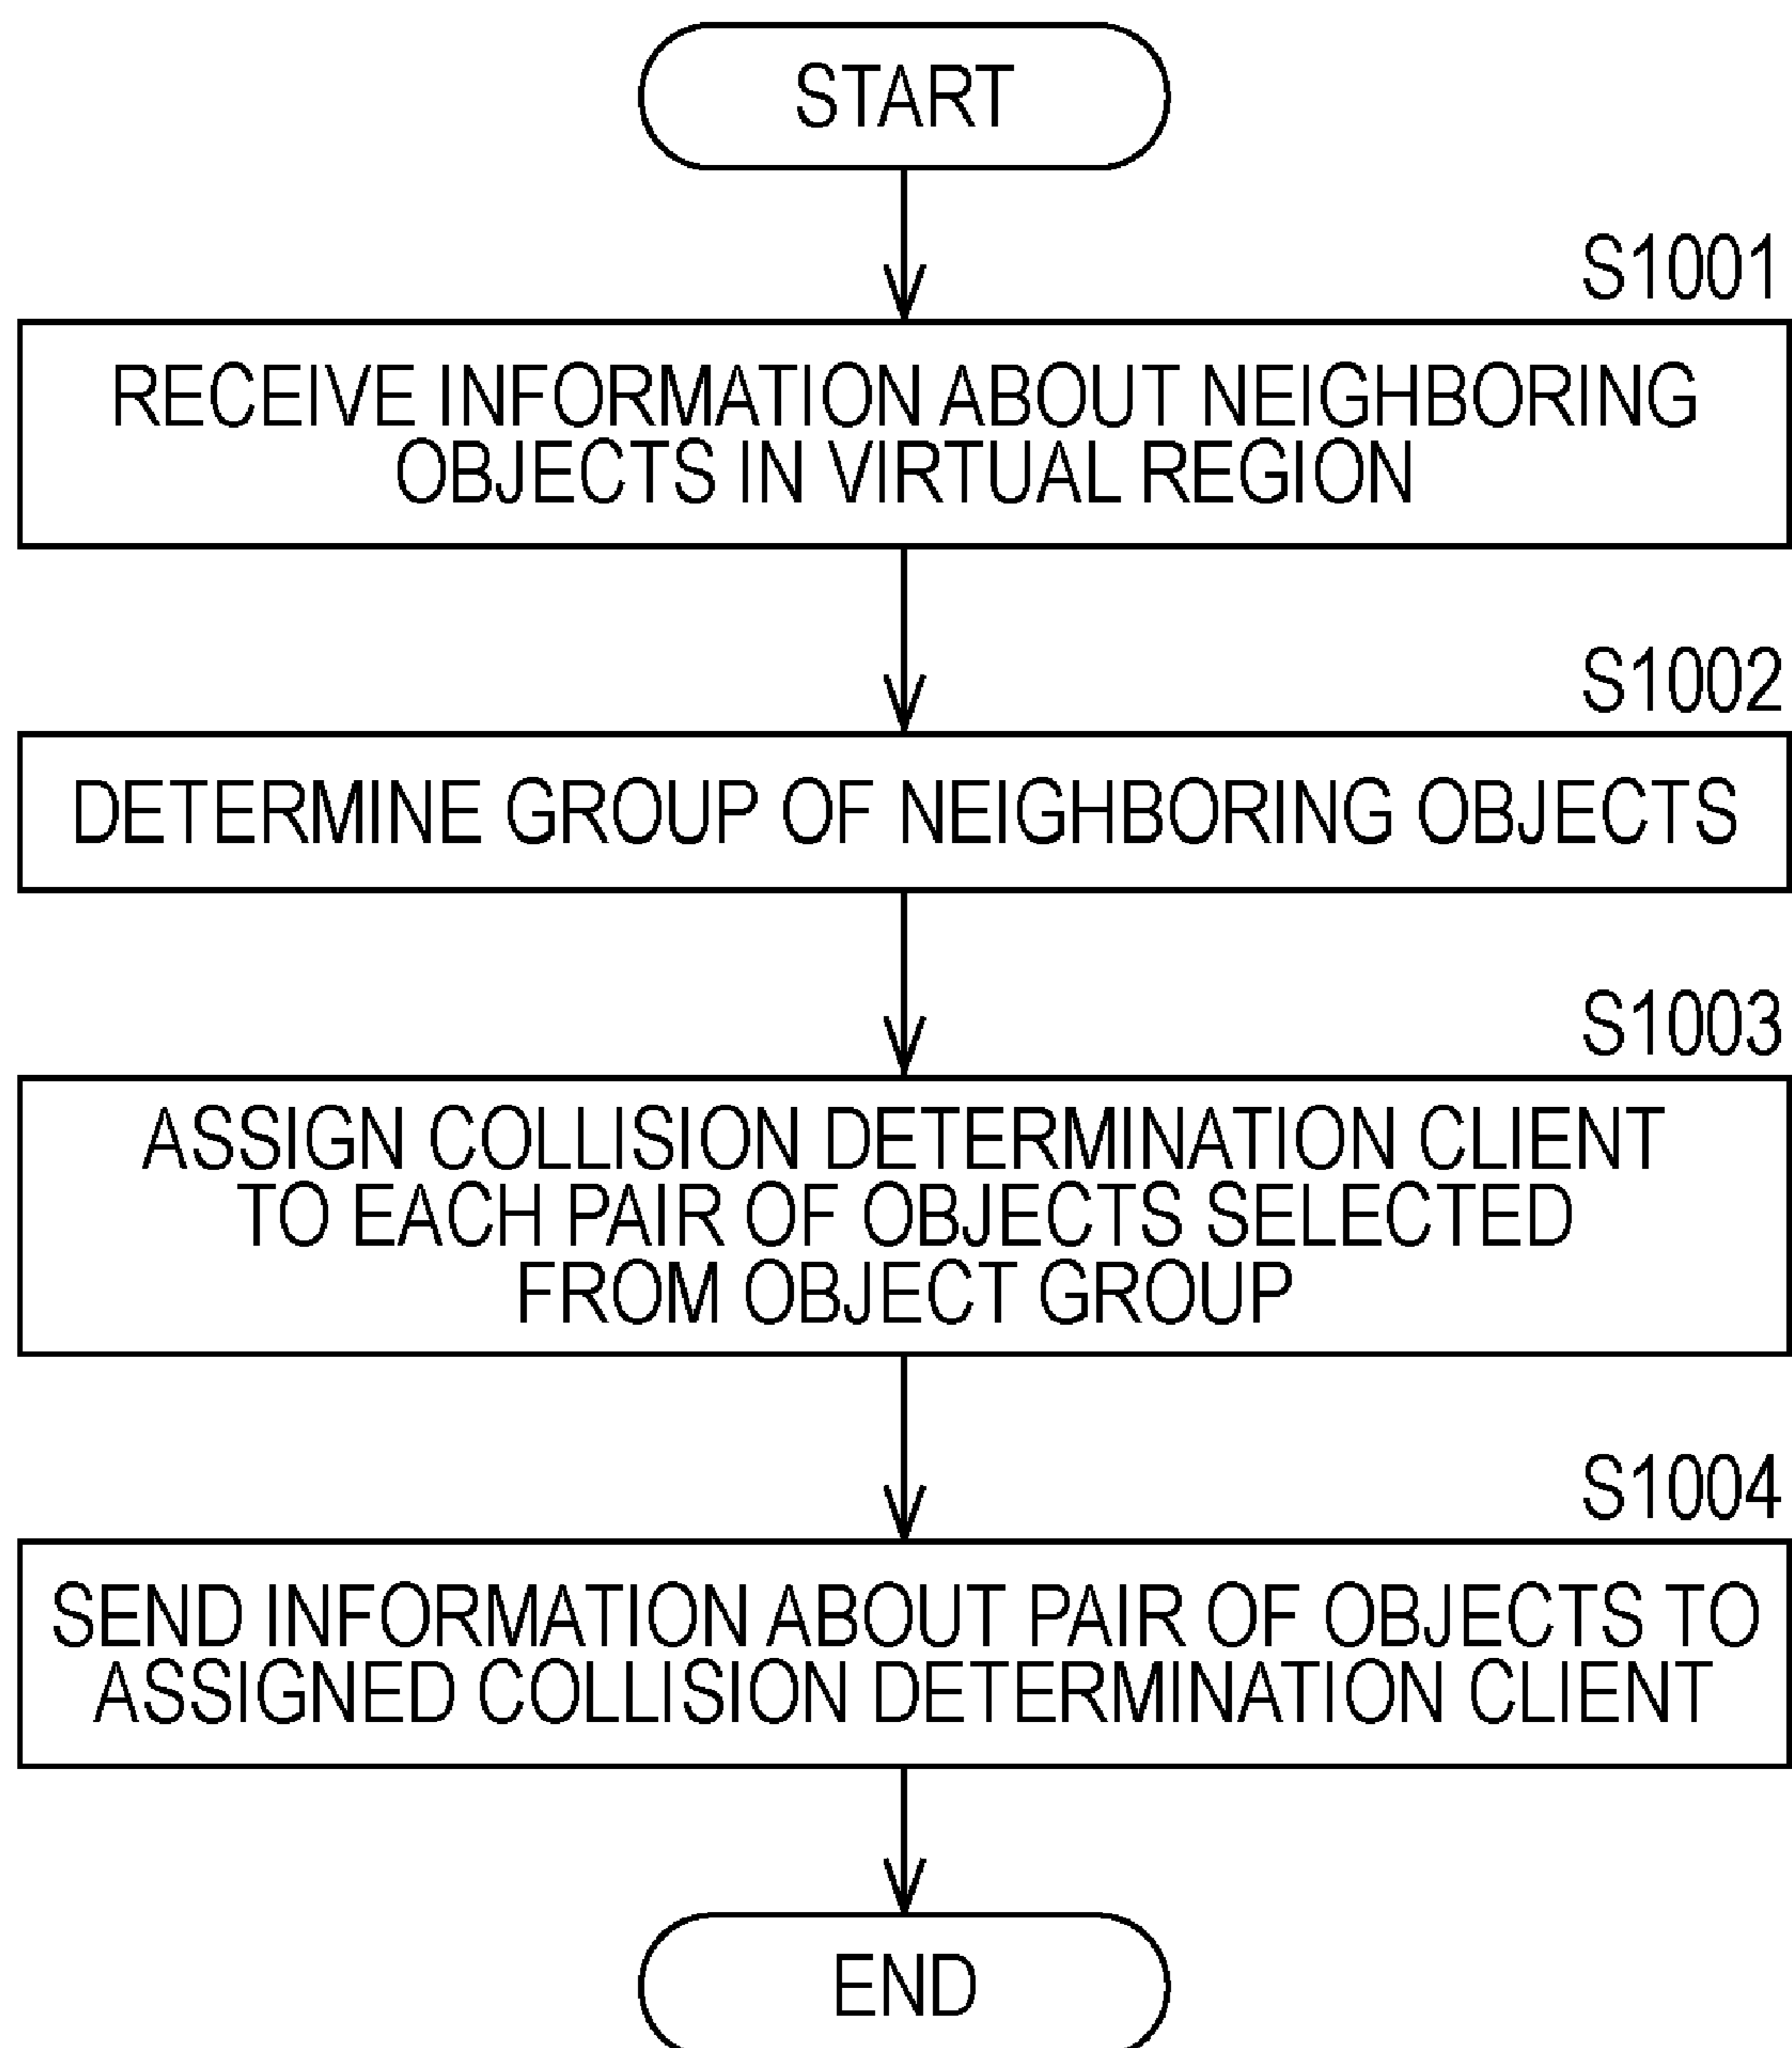 START
S1001
RECEIVE INFORMATION ABOUT NEIGHBORING
OBJECTS IN VIRTUAL REGION
S1002
DETERMINE GROUP OF NEIGHBORING OBJECTS
S1003
ASSIGN COLLISION DETERMINATION CLIENT
TO EACH PAIR OF OBJECTS SELECTED
FROM OBJECT GROUP
S1004
SEND INFORMATION ABOUT PAIR OF OBJECTS TO
ASSIGNED COLLISION DETERMINATION CLIENT
END